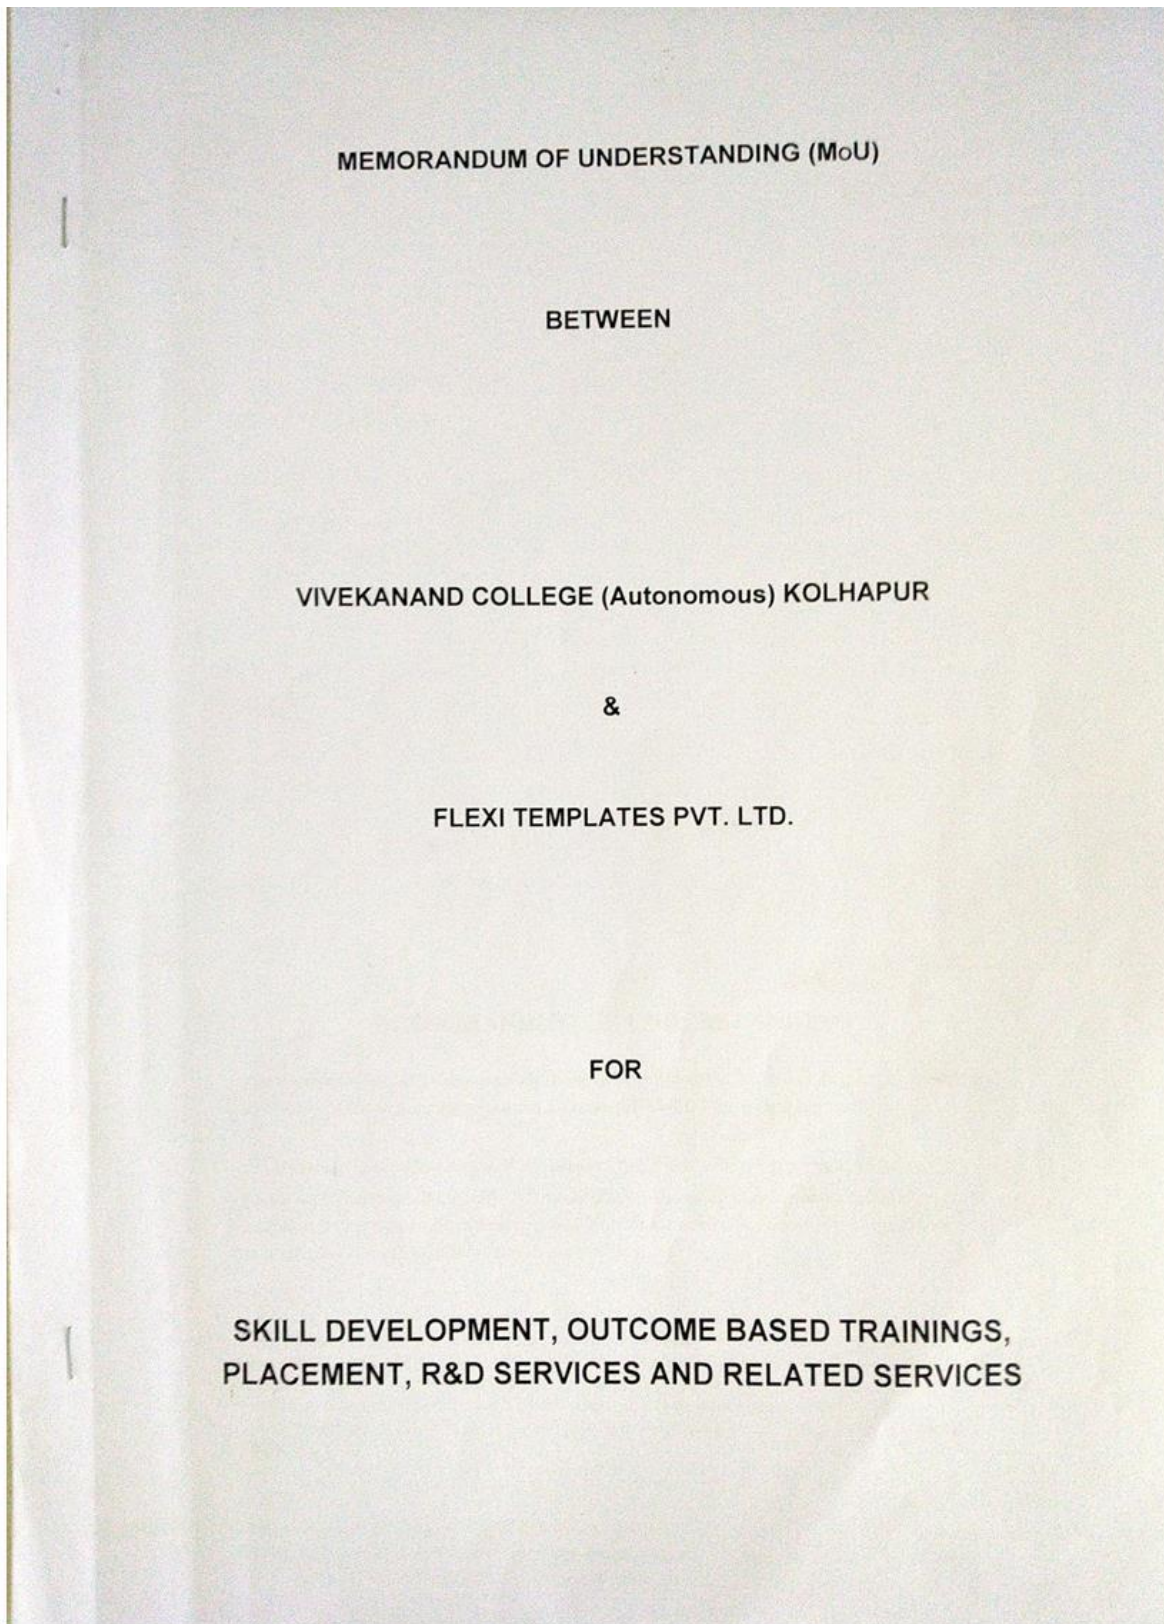 MEMORANDUM OF UNDERSTANDING (MoU)
BETWEEN
VIVEKANAND COLLEGE (Autonomous) KOLHAPUR
&
FLEXI TEMPLATES PVT. LTD.
FOR
SKILL DEVELOPMENT, OUTCOME BASED TRAININGS,
PLACEMENT, R&D SERVICES AND RELATED SERVICES